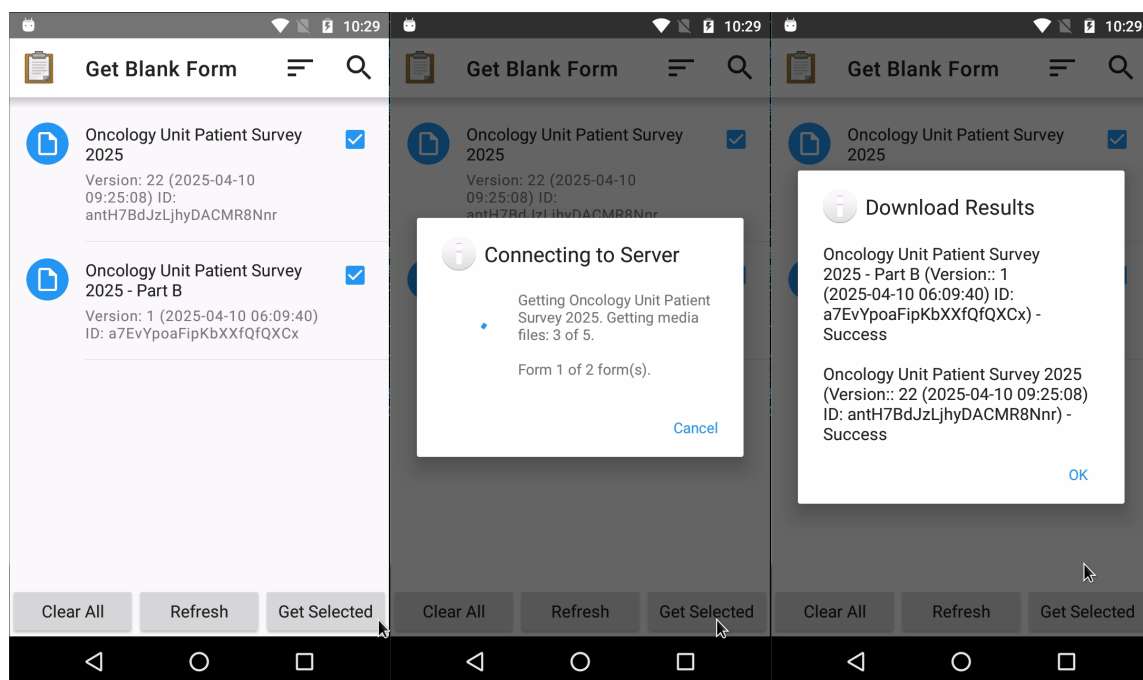 10:29
Get Blank Form
Oncology Unit Patient Survey
2025
Version: 22 (2025-04-10
09:25:08) ID:
antH7BdJzLjhyDACMR8Nnr
Oncology Unit Patient Survey
2025 - Part B
Version: 1 (2025-04-10 06:09:40)
ID: a7EvYpoaFipKbXXfQfQXCx
Clear All
Refresh
Get Selected
10:29
Get Blank Form
Oncology Unit Patient Survey
2025
Version: 22 (2025-04-10
09:25:08) ID:
antH7BdJzLjhyDACMR8Nnr
Connecting to Server
Getting Oncology Unit Patient
Survey 2025. Getting media
files: 3 of 5.
Form 1 of 2 form(s).
Cancel
Clear All
Refresh
Get Selected
10:29
Get Blank Form
Oncology Unit Patient Survey
2025
Download Results
Oncology Unit Patient Survey
2025 - Part B (Version:: 1
(2025-04-10 06:09:40) ID:
a7EvYpoaFipKbXXfQfQXCx) -
Success
Oncology Unit Patient Survey 2025
(Version:: 22 (2025-04-10 09:25:08)
ID: antH7BdJzLjhyDACMR8Nnr) -
Success
OK
Clear All
Refresh
Get Selected